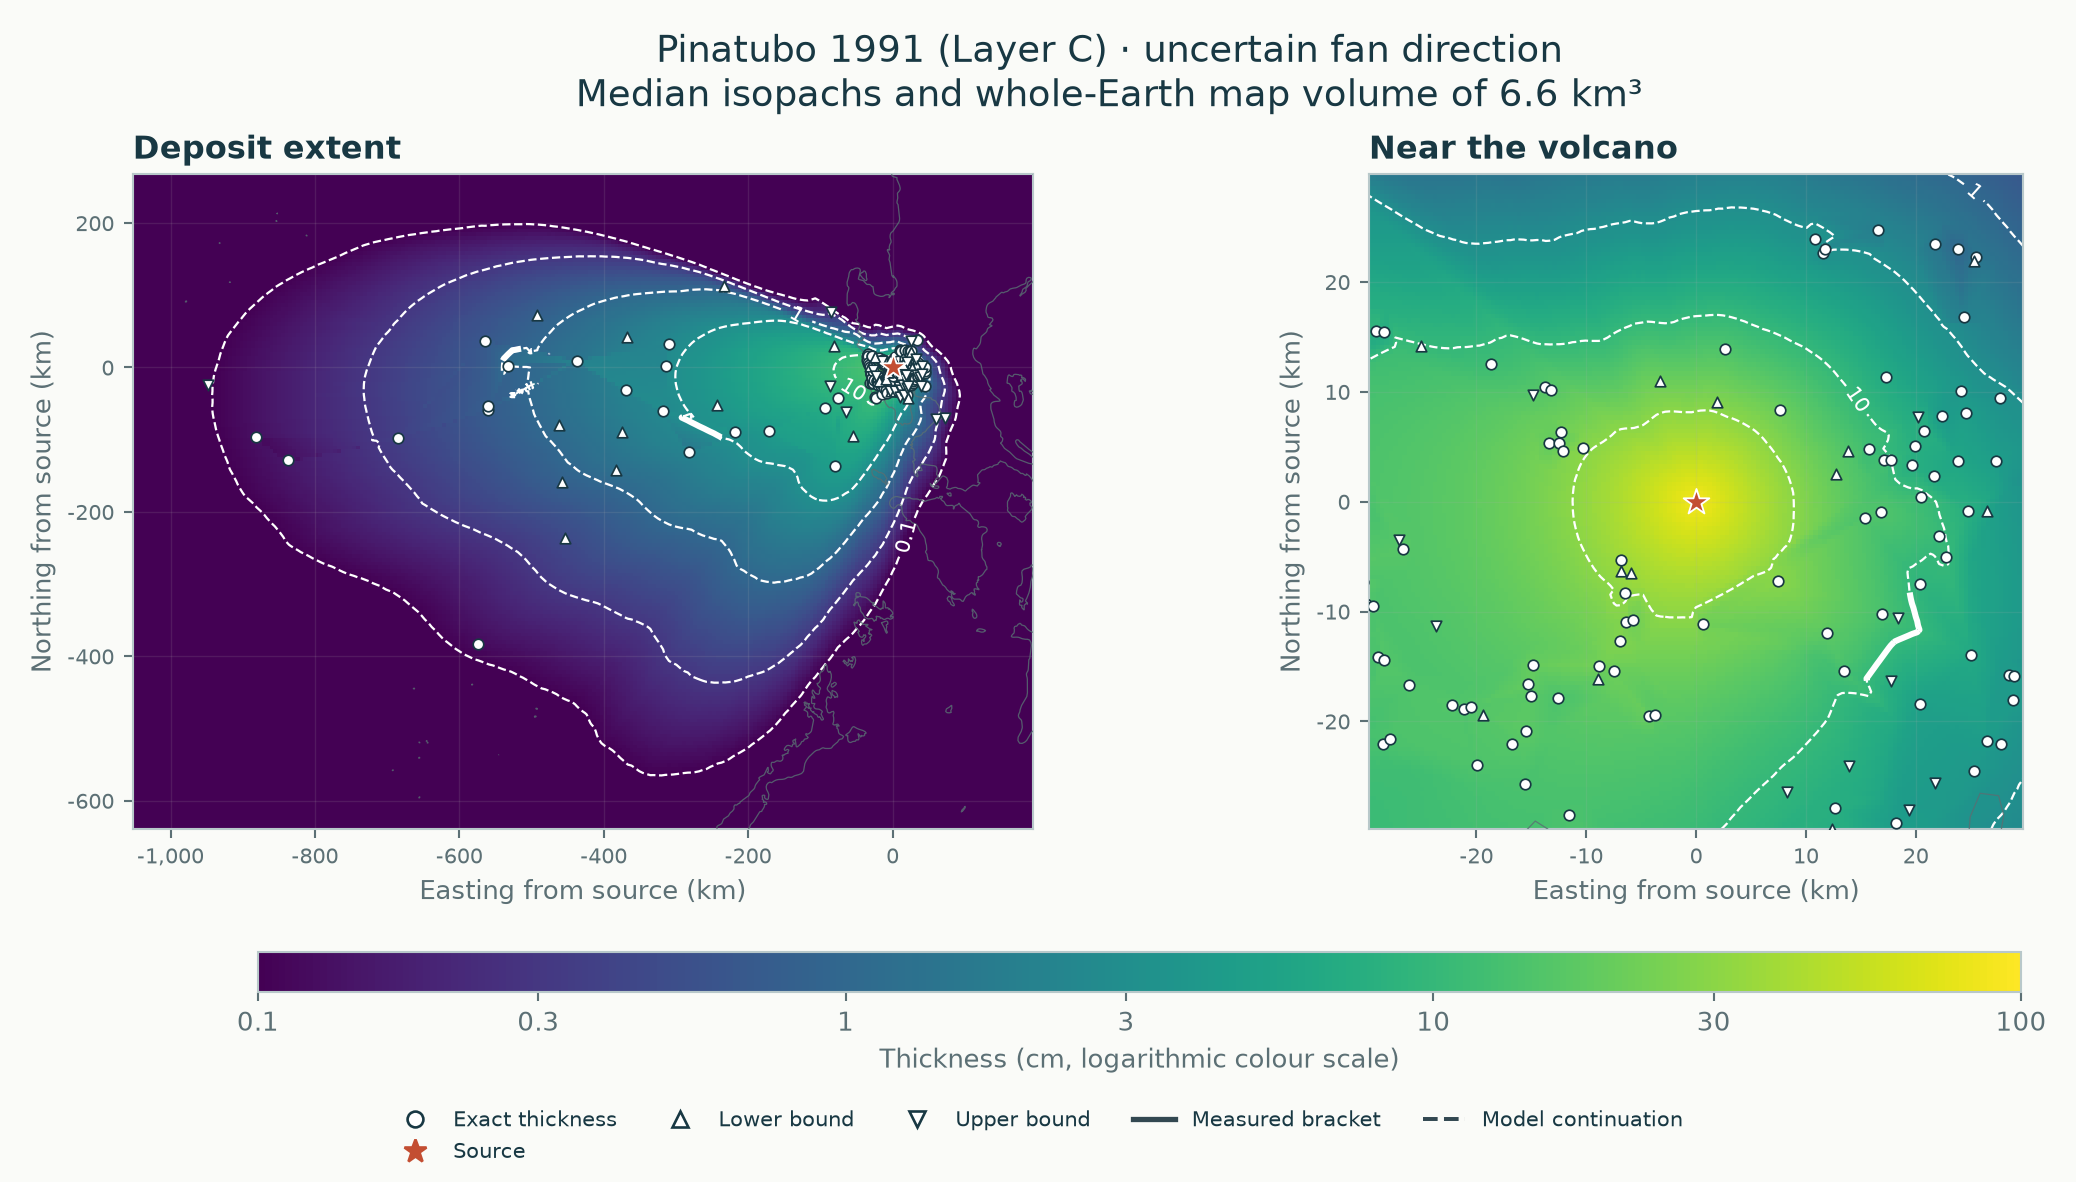 Pinatubo 1991 (Layer C) · uncertain fan direction
Median isopachs and whole-Earth map volume of 6.6 km³
Deposit extent
Near the volcano
Northing from source (km)
200
0
-200
-400
-600
-1,000
-800
-600
-400
-200
0
Easting from source (km)
1
10
0.1
Northing from source (km)
20
10
0
-10
-20
-20
-10
0
10
20
Easting from source (km)
1
10
0.1
0.3
1
3
10
30
100
Thickness (cm, logarithmic colour scale)
Exact thickness
Lower bound
Upper bound
Measured bracket
Model continuation
Source